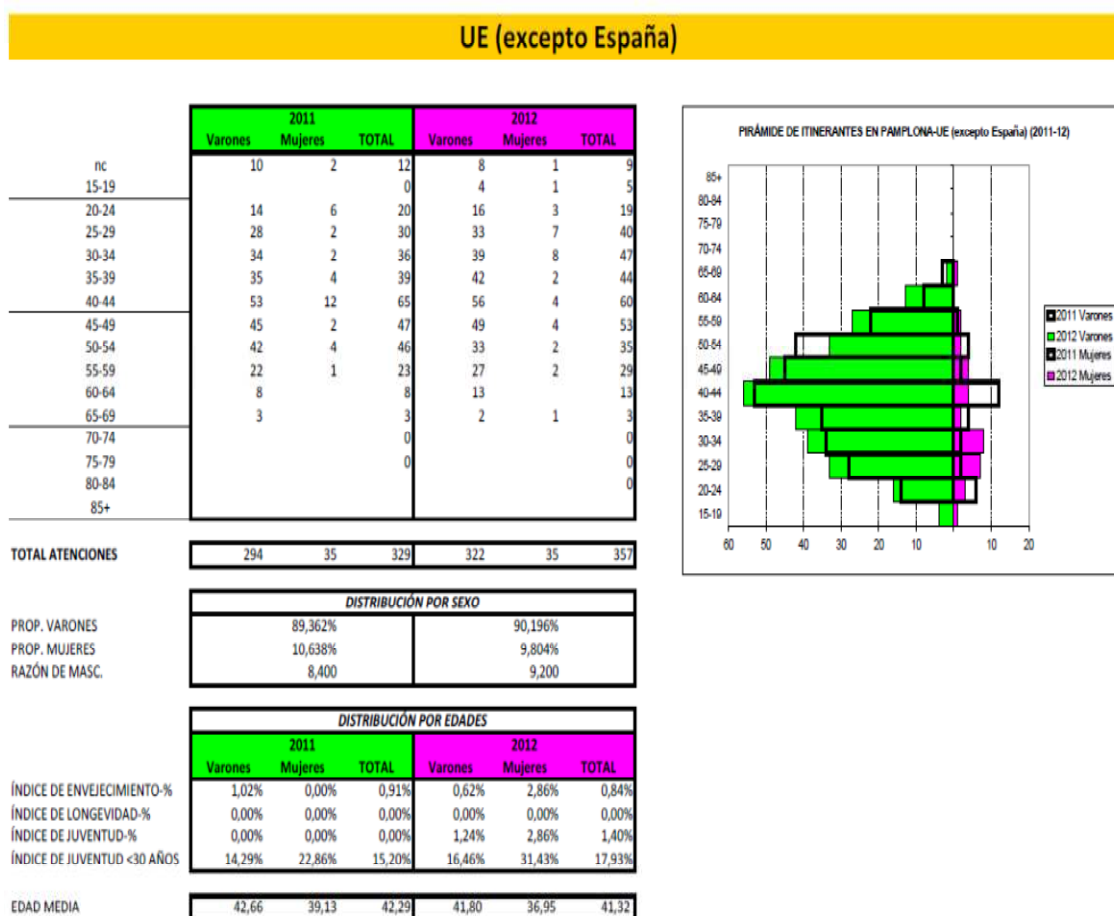 UE (excepto España)
2011 2012
Varones Mujeres TOTAL Varones Mujeres TOTAL
nc 10 2 12 8 1 9
15-19 0 4 1 5
20-24 14 6 20 16 3 19
25-29 28 2 30 33 7 40
30-34 34 2 36 39 8 47
35-39 35 4 39 42 2 44
40-44 53 12 65 56 4 60
45-49 45 2 47 49 4 53
50-54 42 4 46 33 2 35
55-59 22 1 23 27 2 29
60-64 8 8 13 13
65-69 3 3 2 1 3
70-74 0 0
75-79 0 0
80-84 0
85+
TOTAL ATENCIONES 294 35 329 322 35 357
DISTRIBUCIÓN POR SEXO
PROP. VARONES 89,362% 90,196%
PROP. MUJERES 10,638% 9,804%
RAZÓN DE MASC. 8,400 9,200
DISTRIBUCIÓN POR EDADES
2011 2012
Varones Mujeres TOTAL Varones Mujeres TOTAL
ÍNDICE DE ENVEJECIMIENTO-% 1,02% 0,00% 0,91% 0,62% 2,86% 0,84%
ÍNDICE DE LONGEVIDAD-% 0,00% 0,00% 0,00% 0,00% 0,00% 0,00%
ÍNDICE DE JUVENTUD-% 0,00% 0,00% 0,00% 1,24% 2,86% 1,40%
ÍNDICE DE JUVENTUD <30 AÑOS 14,29% 22,86% 15,20% 16,46% 31,43% 17,93%
EDAD MEDIA 42,66 39,13 42,29 41,80 36,95 41,32
PIRÁMIDE DE ITINERANTES EN PAMPLONA-UE (excepto España) (2011-12)
85+
80-84
75-79
70-74
65-69
60-64
55-59
50-54
45-49
40-44
35-39
30-34
25-29
20-24
15-19
60 50 40 30 20 10 20
2011 Varones
2012 Varones
2011 Mujeres
2012 Mujeres